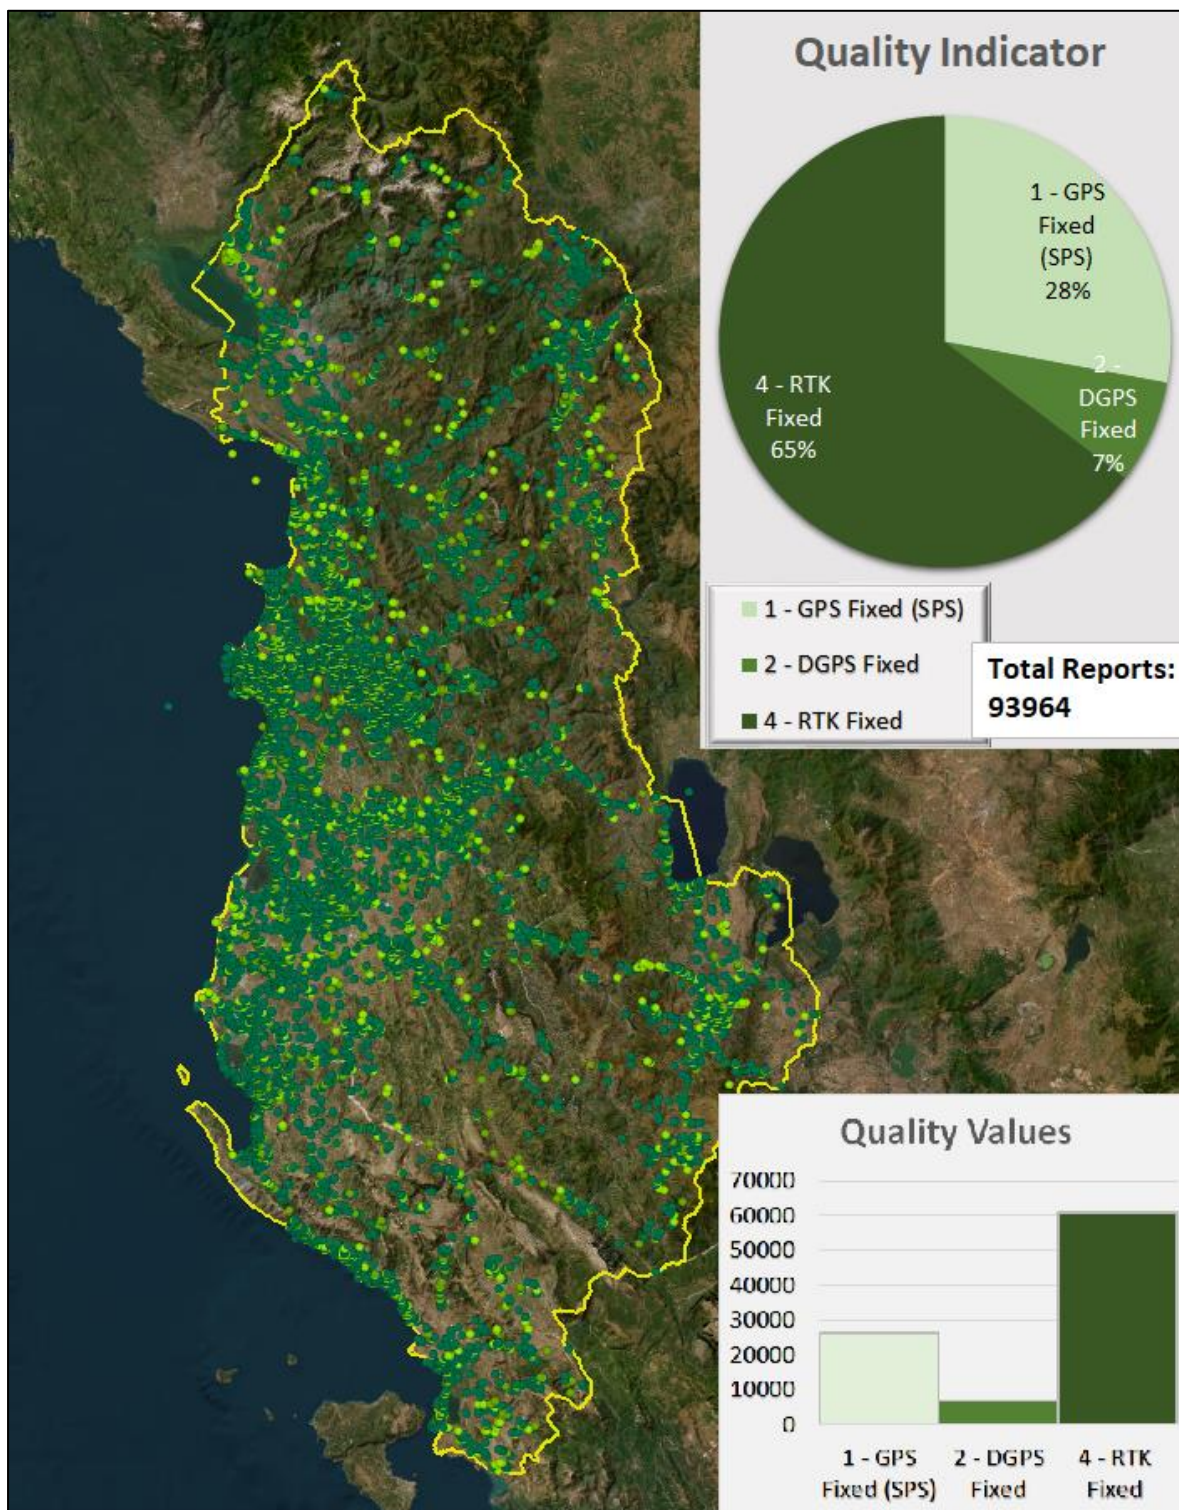 Quality Indicator
1 - GPS
Fixed
(SPS)
28%
2 -
DGPS
Fixed
7%
4 - RTK
Fixed
65%
1 - GPS Fixed (SPS)
2 - DGPS Fixed
4 - RTK Fixed
Total Reports:
93964
Quality Values
70000
60000
50000
40000
30000
20000
10000
0
1 - GPS
Fixed (SPS)
2 - DGPS
Fixed
4 - RTK
Fixed